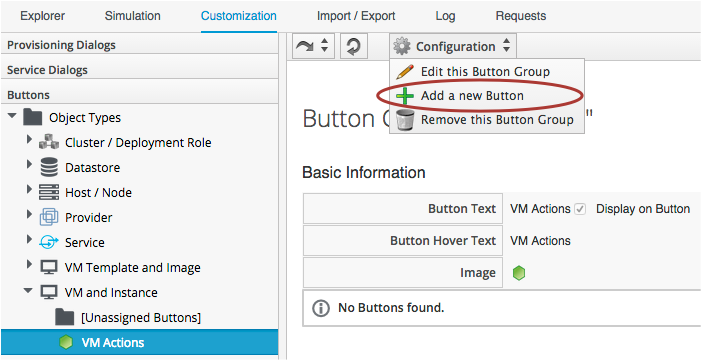 Explorer Simulation Customization Import / Export Log Requests
Provisioning Dialogs
Service Dialogs
Buttons
Object Types
Cluster / Deployment Role
Datastore
Host / Node
Provider
Service
VM Template and Image
VM and Instance
[Unassigned Buttons]
VM Actions
Configuration
Edit this Button Group
Add a new Button
Remove this Button Group
Button "
Basic Information
Button Text VM Actions Display on Button
Button Hover Text VM Actions
Image
No Buttons found.